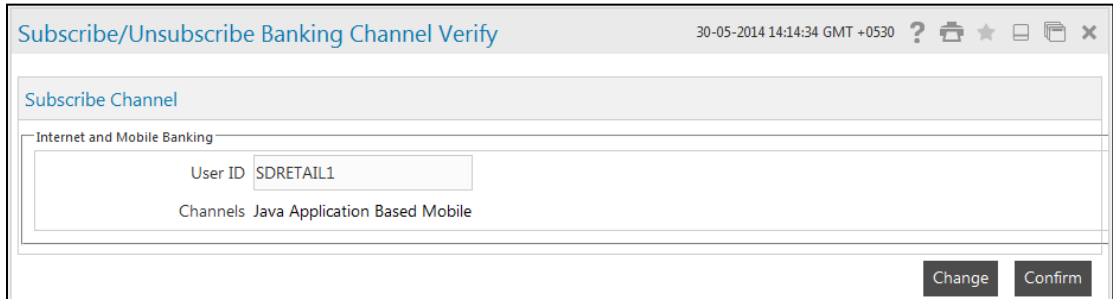 Subscribe/Unsubscribe Banking Channel Verify 30-05-2014 14:14:34 GMT +0530 ?
Subscribe Channel
Internet and Mobile Banking
User ID SDRETAIL1
Channels Java Application Based Mobile
Change Confirm